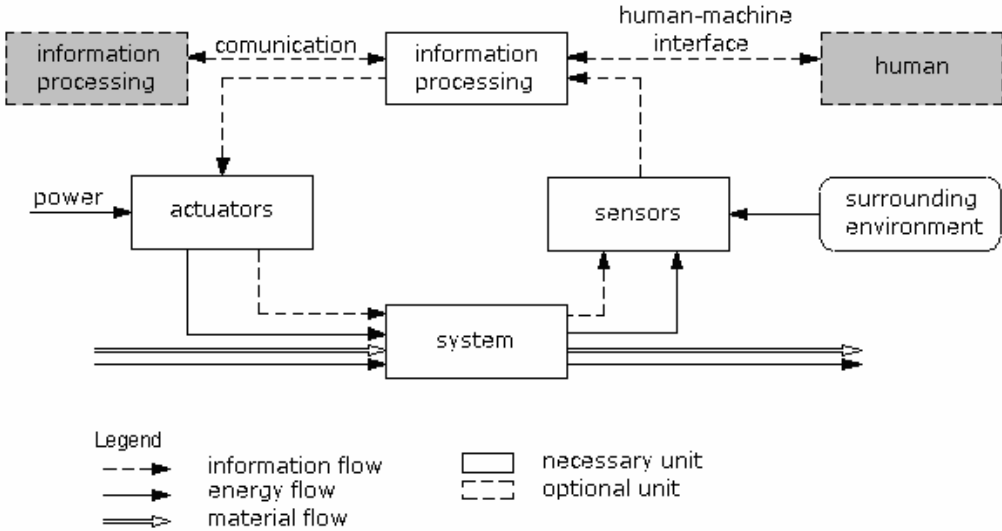 human-machine
interface
comunication
information
processing
information
processing
human
power
actuators
sensors
surrounding
environment
system
Legend
information flow
energy flow
material flow
necessary unit
optional unit